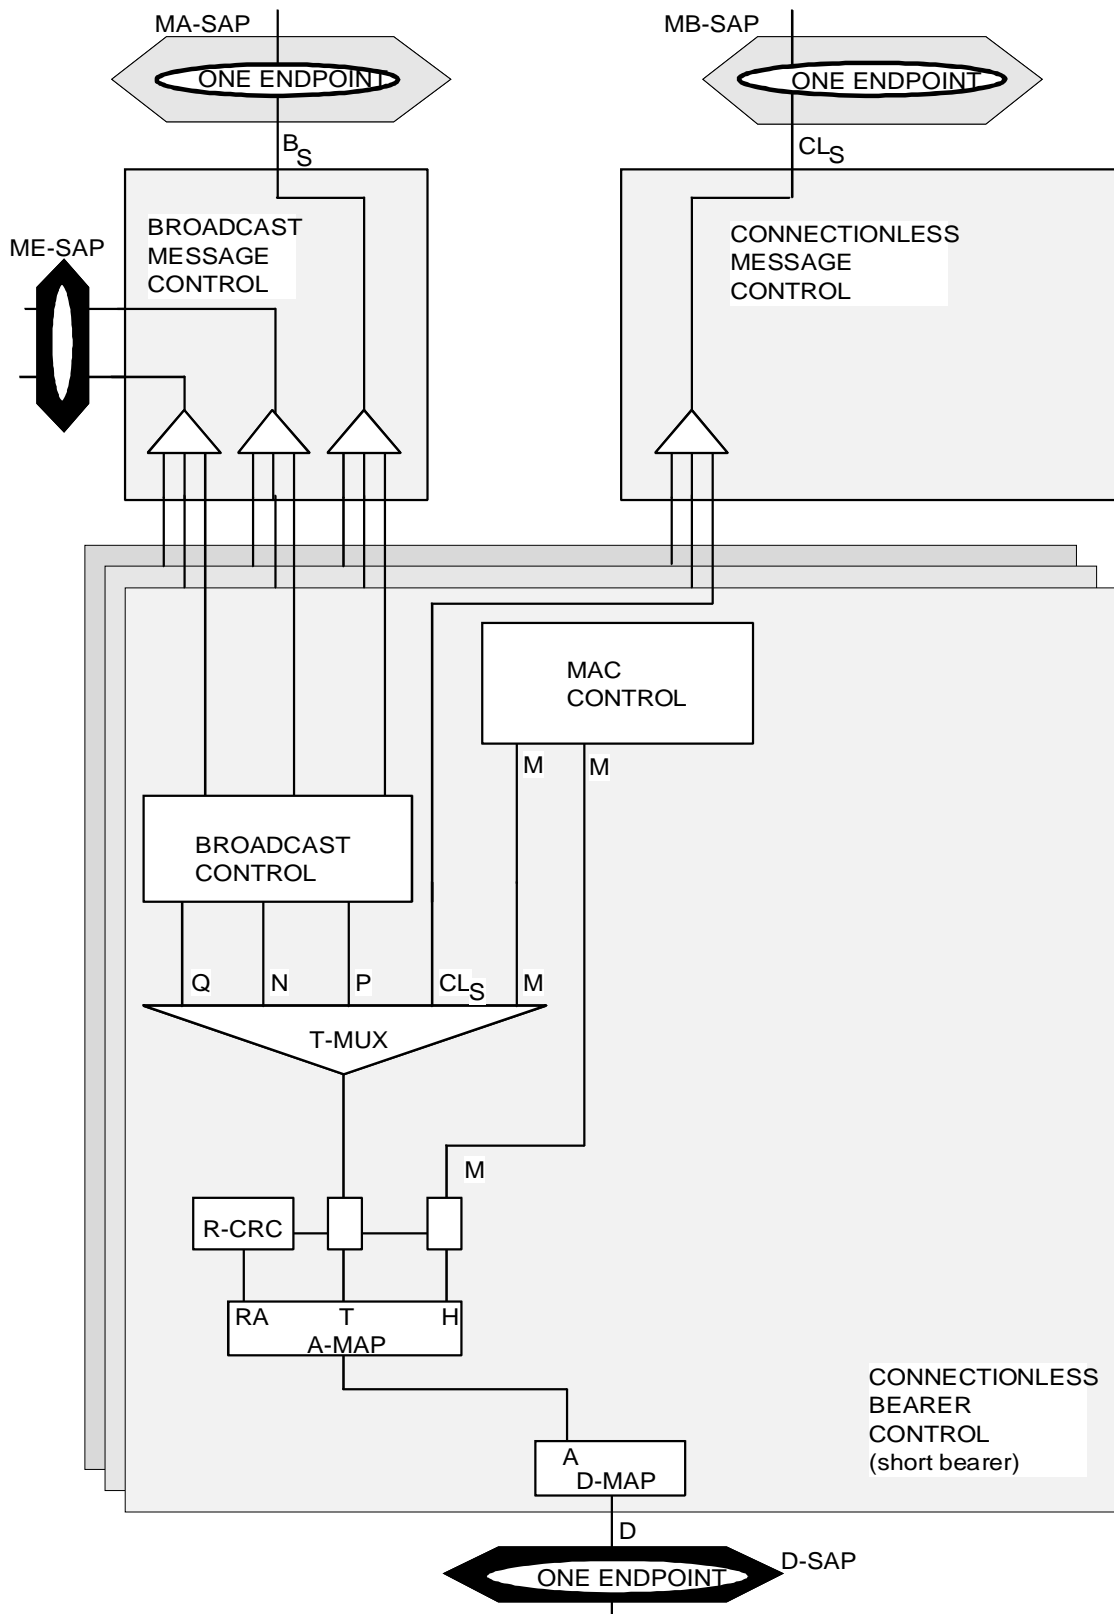 MA-SAP
MB-SAP
ONE ENDPOINT
ONE ENDPOINT
BS
CLS
ME-SAP
BROADCAST
MESSAGE
CONTROL
CONNECTIONLESS
MESSAGE
CONTROL
MAC
CONTROL
M
M
BROADCAST
CONTROL
Q
N
P
CLS
M
T-MUX
M
R-CRC
RA
T
H
A-MAP
CONNECTIONLESS
BEARER
CONTROL
(short bearer)
A
D-MAP
D
D-SAP
ONE ENDPOINT